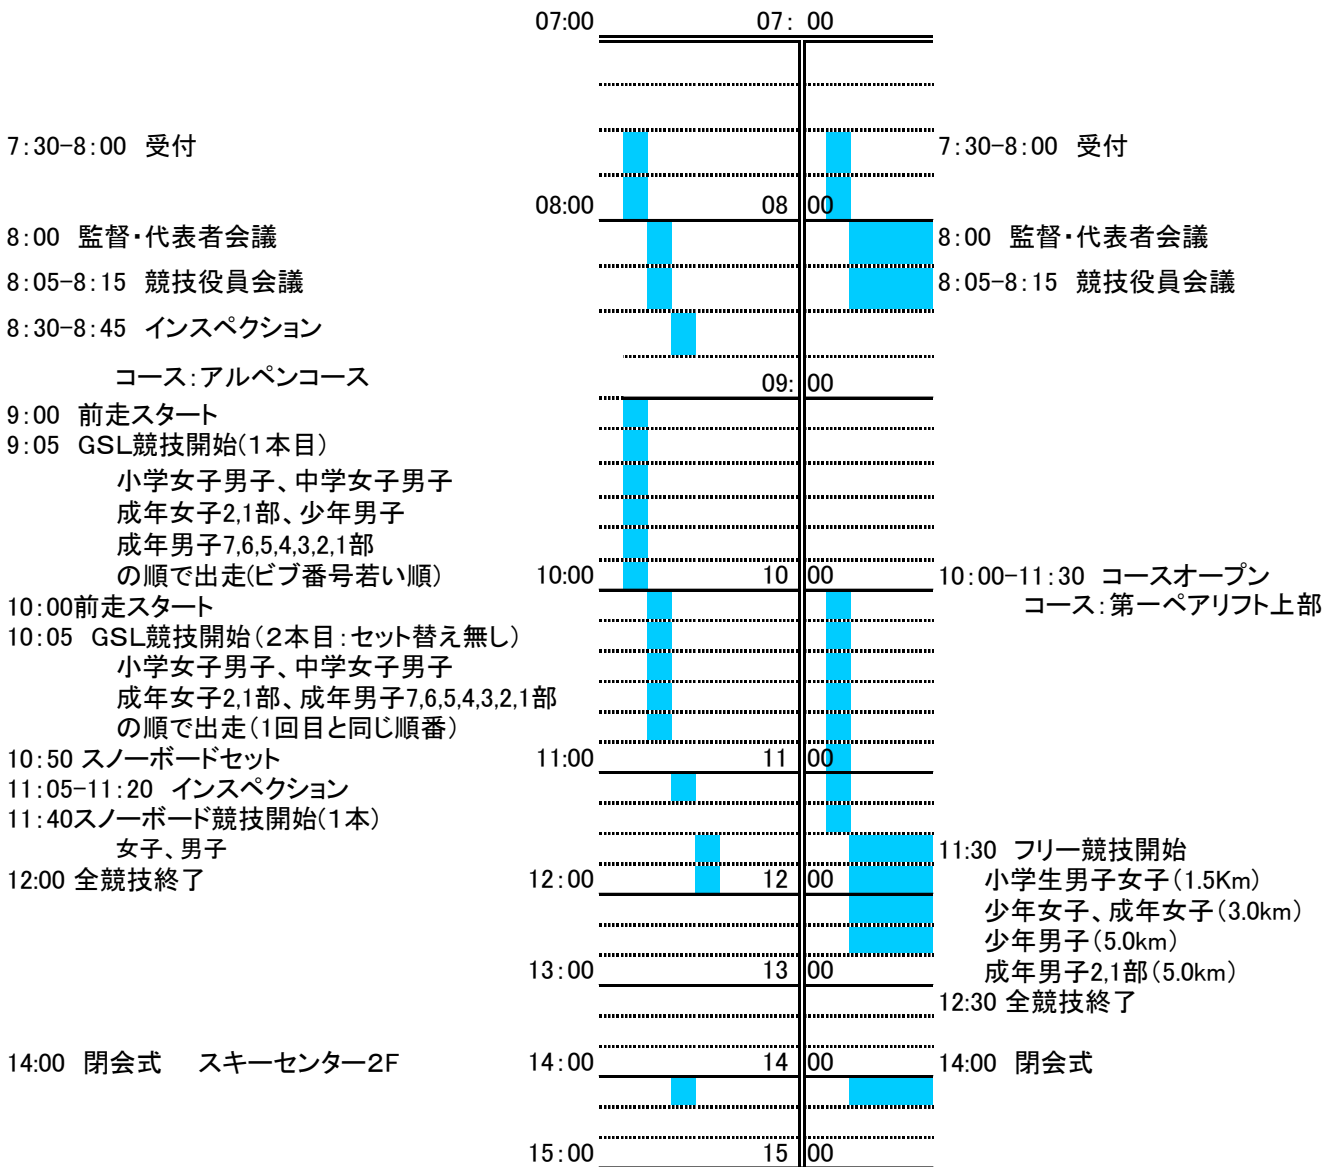 07:00 07: 00
7:30-8:00 受付 7:30-8:00 受付
08:00 08 00
8:00 監督・代表者会議 8:00 監督・代表者会議
8:05-8:15 競技役員会議 8:05-8:15 競技役員会議
8:30-8:45 インスペクション
コース:アルペンコース 09: 00
9:00 前走スタート
9:05 GSL競技開始(1本目)
小学女子男子、中学女子男子
成年女子2,1部、少年男子
成年男子7,6,5,4,3,2,1部
の順で出走(ビブ番号若い順) 10:00 10 00 10:00-11:30 コースオープン
10:00前走スタート コース:第一ペアリフト上部
10:05 GSL競技開始(2本目:セット替え無し)
小学女子男子、中学女子男子
成年女子2,1部、成年男子7,6,5,4,3,2,1部
の順で出走(1回目と同じ順番)
10:50 スノーボードセット 11:00 11 00
11:05-11:20 インスペクション
11:40スノーボード競技開始(1本)
女子、男子 11:30 フリー競技開始
12:00 全競技終了 12:00 12 00 小学生男子女子(1.5Km)
少年女子、成年女子(3.0km)
少年男子(5.0km)
13:00 13 00 成年男子2,1部(5.0km)
12:30 全競技終了
14:00 閉会式 スキーセンター2F 14:00 14 00 14:00 閉会式
15:00 15 00